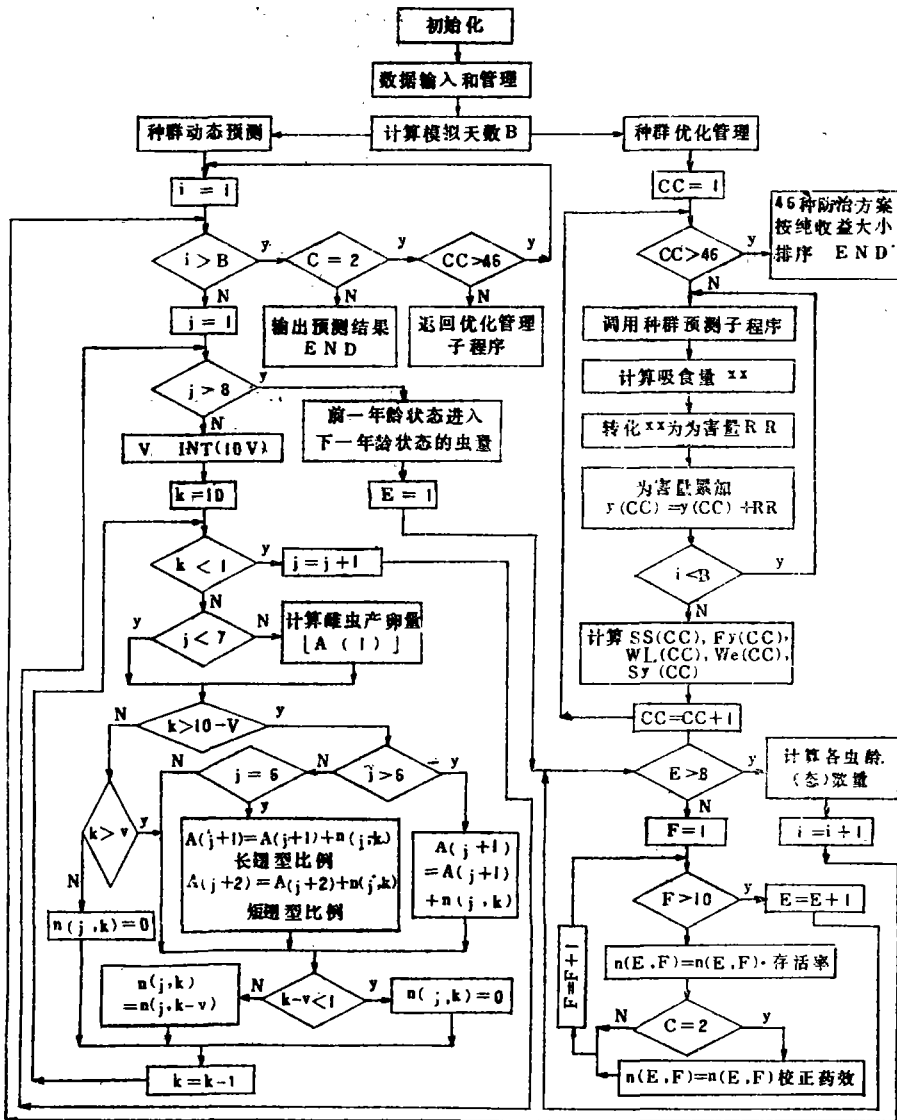 初始化
数据输入和管理
种群动态预测
计算模拟天数B
种群优化管理
i = 1
CC = 1
46种防治方案
按纯收益大小
排序 END
i > B
y
C = 2
y
CC>46
y
CC>46
y
N
N
N
N
j = 1
输出预测结果
END
返回优化管理
子程序
调用种群预测子程序
j > 8
y
前一年龄状态进入
下一年龄状态的虫量
计算吸食量 xx
N
V INT(10V)
转化xx为为害量RR
k=10
E = 1
为害量累加
y(CC)=y(CC)+RR
k < 1
y
j = j+1
i<B
y
N
N
j < 7
y
N
计算雌虫产卵量
[A(1)]
计算 SS(CC), Fy(CC),
WL(CC), We(CC),
Sy(CC)
k>10-V
N
y
CC=CC+1
j = 6
N
N
j>6
y
E>8
y
计算各虫龄
(态)数量
y
N
k>v
y
A(j+1)=A(j+1)+n(j,k)
长翅型比例
A(j+2)=A(j+2)+n(j,k)
短翅型比例
A(j+1)
=A(j+1)
+n(j,k)
F=1
i=i+1
N
F>10
y
E=E+1
n(j,k)=0
N
F=F+1
n(E,F)=n(E,F)·存活率
n(j,k)
=n(j,k-v)
N
k-v<1
y
n(j,k)=0
N
C=2
y
k=k-1
n(E,F)=n(E,F)校正药效